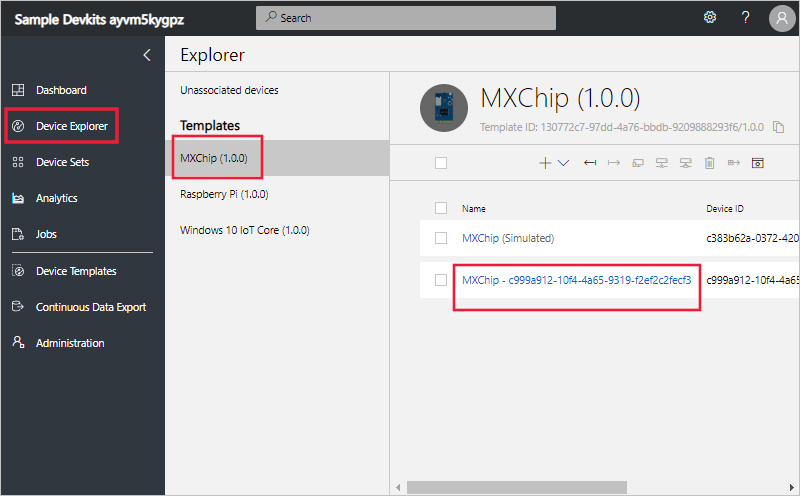 Sample Devkits ayvm5kygpz
Search
?
Dashboard
Device Explorer
Device Sets
Analytics
Jobs
Device Templates
Continuous Data Export
Administration
Explorer
Unassociated devices
Templates
MXChip (1.0.0)
Raspberry Pi (1.0.0)
Windows 10 IoT Core (1.0.0)
MXChip (1.0.0)
Template ID: 130772c7-97dd-4a76-bbdb-9209888293f6/1.0.0
Name Device ID
MXChip (Simulated) c383b62a-0372-420
MXChip - c999a912-10f4-4a65-9319-f2ef2c2fecf3 c999a912-10f4-4a65